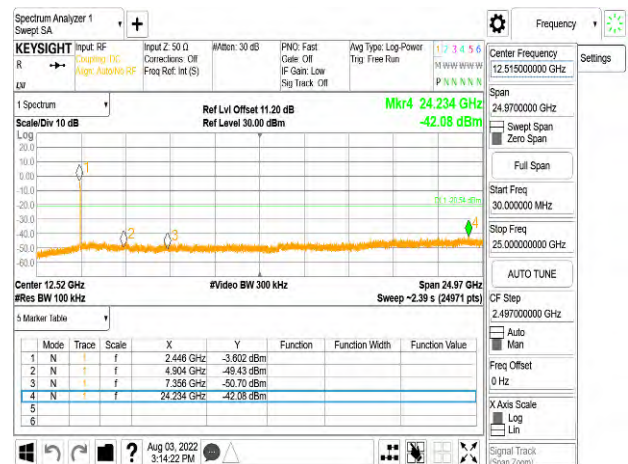 Spectrum Analyzer 1
Swept SA
Frequency
KEYSIGHT
R
Input: RF
Coupling: DC
Align: Auto/No RF
Input Z: 50 Ω
Corrections: Off
Freq Ref: Int (S)
#Atten: 30 dB
PNO: Fast
Gate: Off
IF Gain: Low
Sig Track: Off
Avg Type: Log-Power
Trig: Free Run
1 2 3 4 5 6
M W W W W W
P N N N N N
1 Spectrum
Scale/Div 10 dB
Ref Lvl Offset 11.20 dB
Ref Level 30.00 dBm
Mkr4 24.234 GHz
-42.08 dBm
Log
20.0
10.0
0.00
-10.0
-20.0
-30.0
-40.0
-50.0
-60.0
1
2
3
4
Center 12.52 GHz
#Res BW 100 kHz
#Video BW 300 kHz
Span 24.97 GHz
Sweep ~2.39 s (24971 pts)
5 Marker Table
Mode Trace Scale X Y Function Function Width Function Value
1 N 1 f 2.446 GHz -3.602 dBm
2 N 1 f 4.904 GHz -49.43 dBm
3 N 1 f 7.356 GHz -50.70 dBm
4 N 1 f 24.234 GHz -42.08 dBm
5
6
Aug 03, 2022
3:14:22 PM
Center Frequency
12.515000000 GHz
Settings
Span
24.9700000 GHz
Swept Span
Zero Span
Full Span
Start Freq
30.000000 MHz
Stop Freq
25.000000000 GHz
AUTO TUNE
CF Step
2.497000000 GHz
Auto
Man
Freq Offset
0 Hz
X Axis Scale
Log
Lin
Signal Track
(Span Zoom)